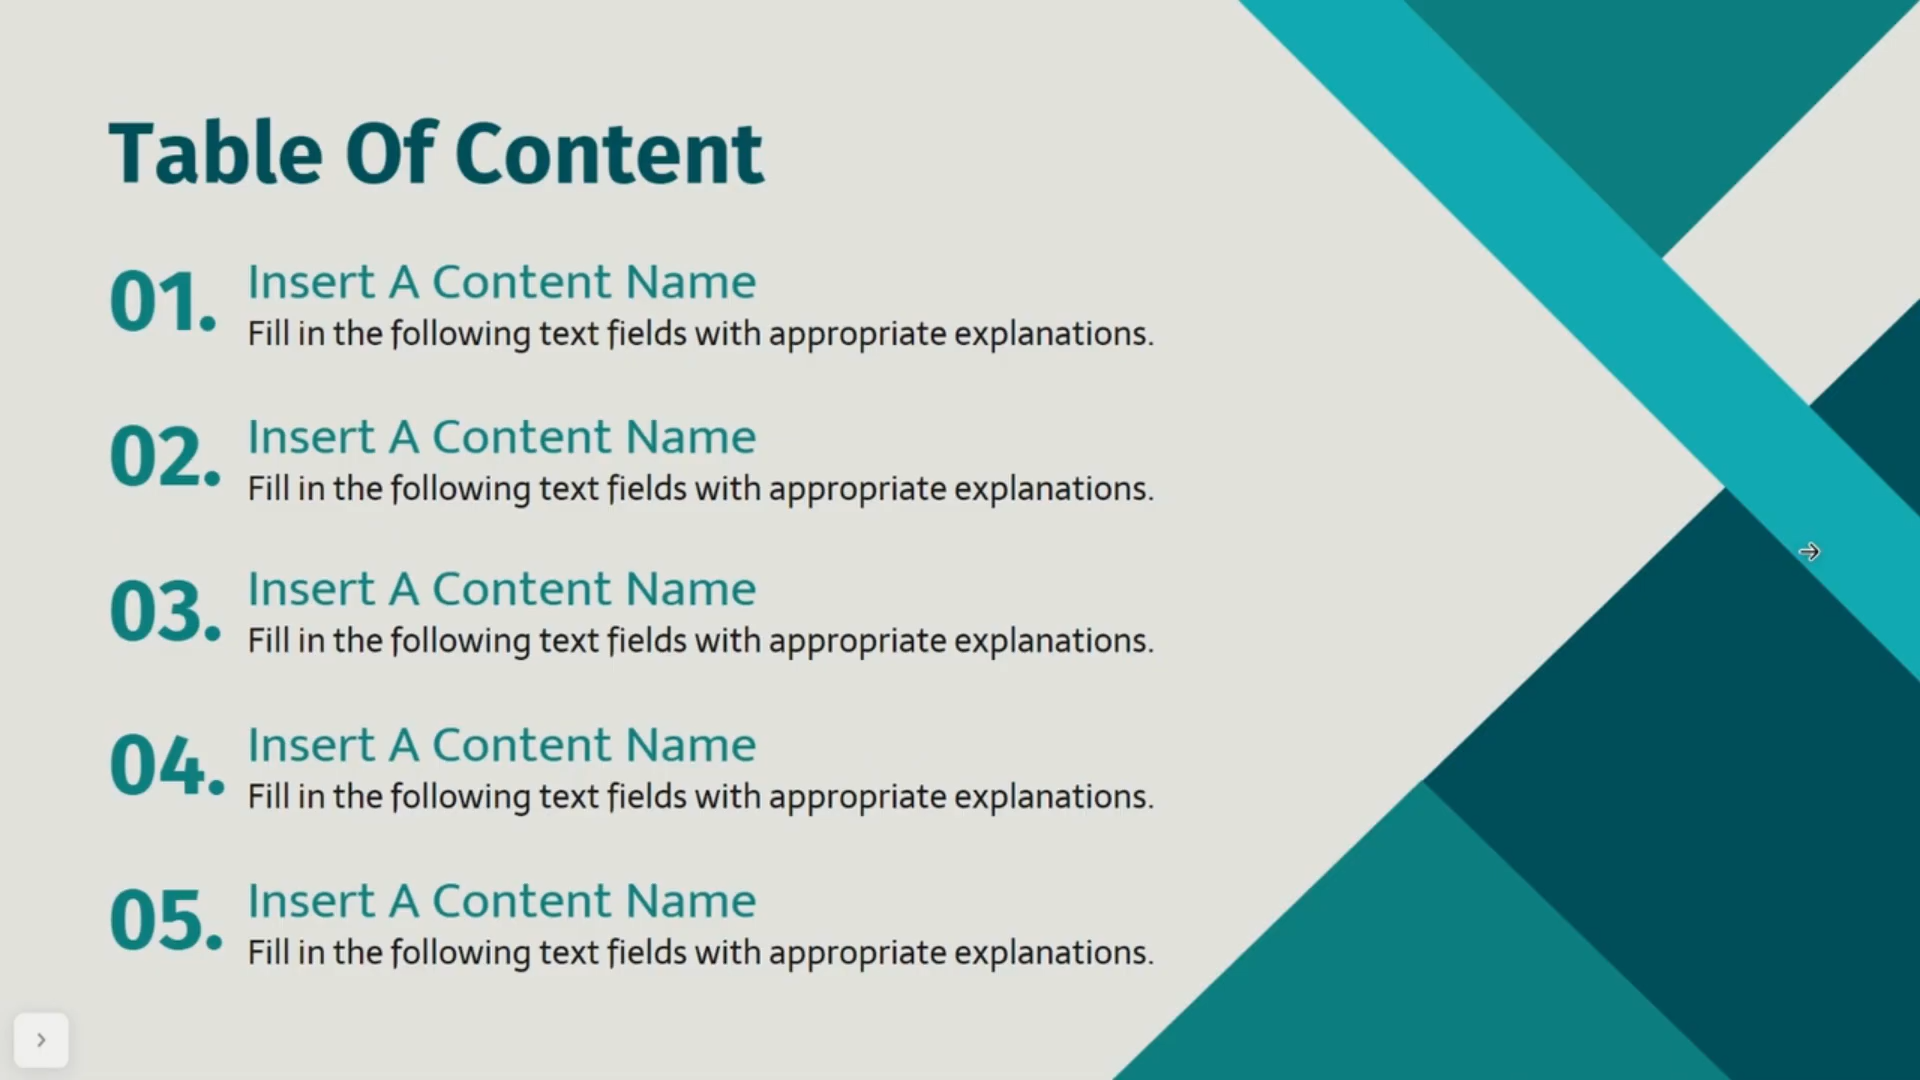 Table Of Content
01.
Insert A Content Name
Fill in the following text fields with appropriate explanations.
02.
Insert A Content Name
Fill in the following text fields with appropriate explanations.
03.
Insert A Content Name
Fill in the following text fields with appropriate explanations.
04.
Insert A Content Name
Fill in the following text fields with appropriate explanations.
05.
Insert A Content Name
Fill in the following text fields with appropriate explanations.